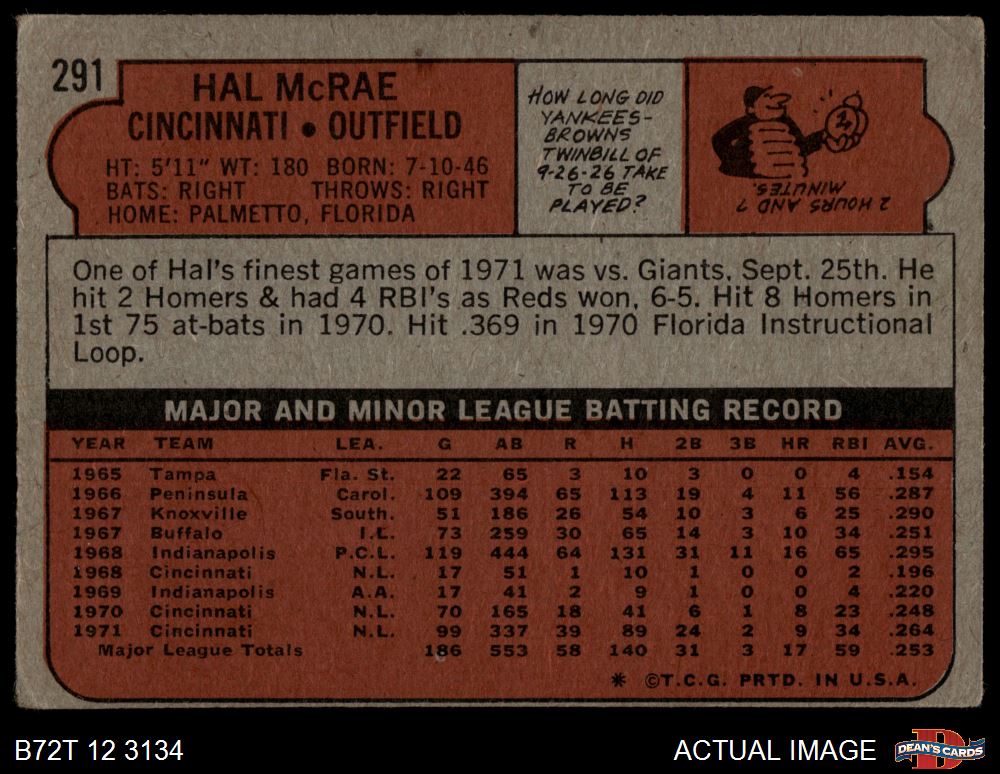 291
HAL McRAE
CINCINNATI • OUTFIELD
HT: 5'11" WT: 180 BORN: 7-10-46
BATS: RIGHT THROWS: RIGHT
HOME: PALMETTO, FLORIDA
HOW LONG DID
YANKEES-
BROWNS
TWINBILL OF
9-26-26 TAKE
TO BE
PLAYED?
2 HOURS AND 7
MINUTES.
One of Hal's finest games of 1971 was vs. Giants, Sept. 25th. He
hit 2 Homers & had 4 RBI's as Reds won, 6-5. Hit 8 Homers in
1st 75 at-bats in 1970. Hit .369 in 1970 Florida Instructional
Loop.
MAJOR AND MINOR LEAGUE BATTING RECORD
YEAR TEAM LEA. G AB R H 2B 3B HR RBI AVG.
1965 Tampa Fla. St. 22 65 3 10 3 0 0 4 .154
1966 Peninsula Carol. 109 394 65 113 19 4 11 56 .287
1967 Knoxville South. 51 186 26 54 10 3 6 25 .290
1967 Buffalo I.L. 73 259 30 65 14 3 10 34 .251
1968 Indianapolis P.C.L. 119 444 64 131 31 11 16 65 .295
1968 Cincinnati N.L. 17 51 1 10 1 0 0 2 .196
1969 Indianapolis A.A. 17 41 2 9 1 0 0 4 .220
1970 Cincinnati N.L. 70 165 18 41 6 1 8 23 .248
1971 Cincinnati N.L. 99 337 39 89 24 2 9 34 .264
Major League Totals 186 553 58 140 31 3 17 59 .253
* ©T.C.G. PRTD. IN U.S.A.
B72T 12 3134
ACTUAL IMAGE
DEAN'S CARDS